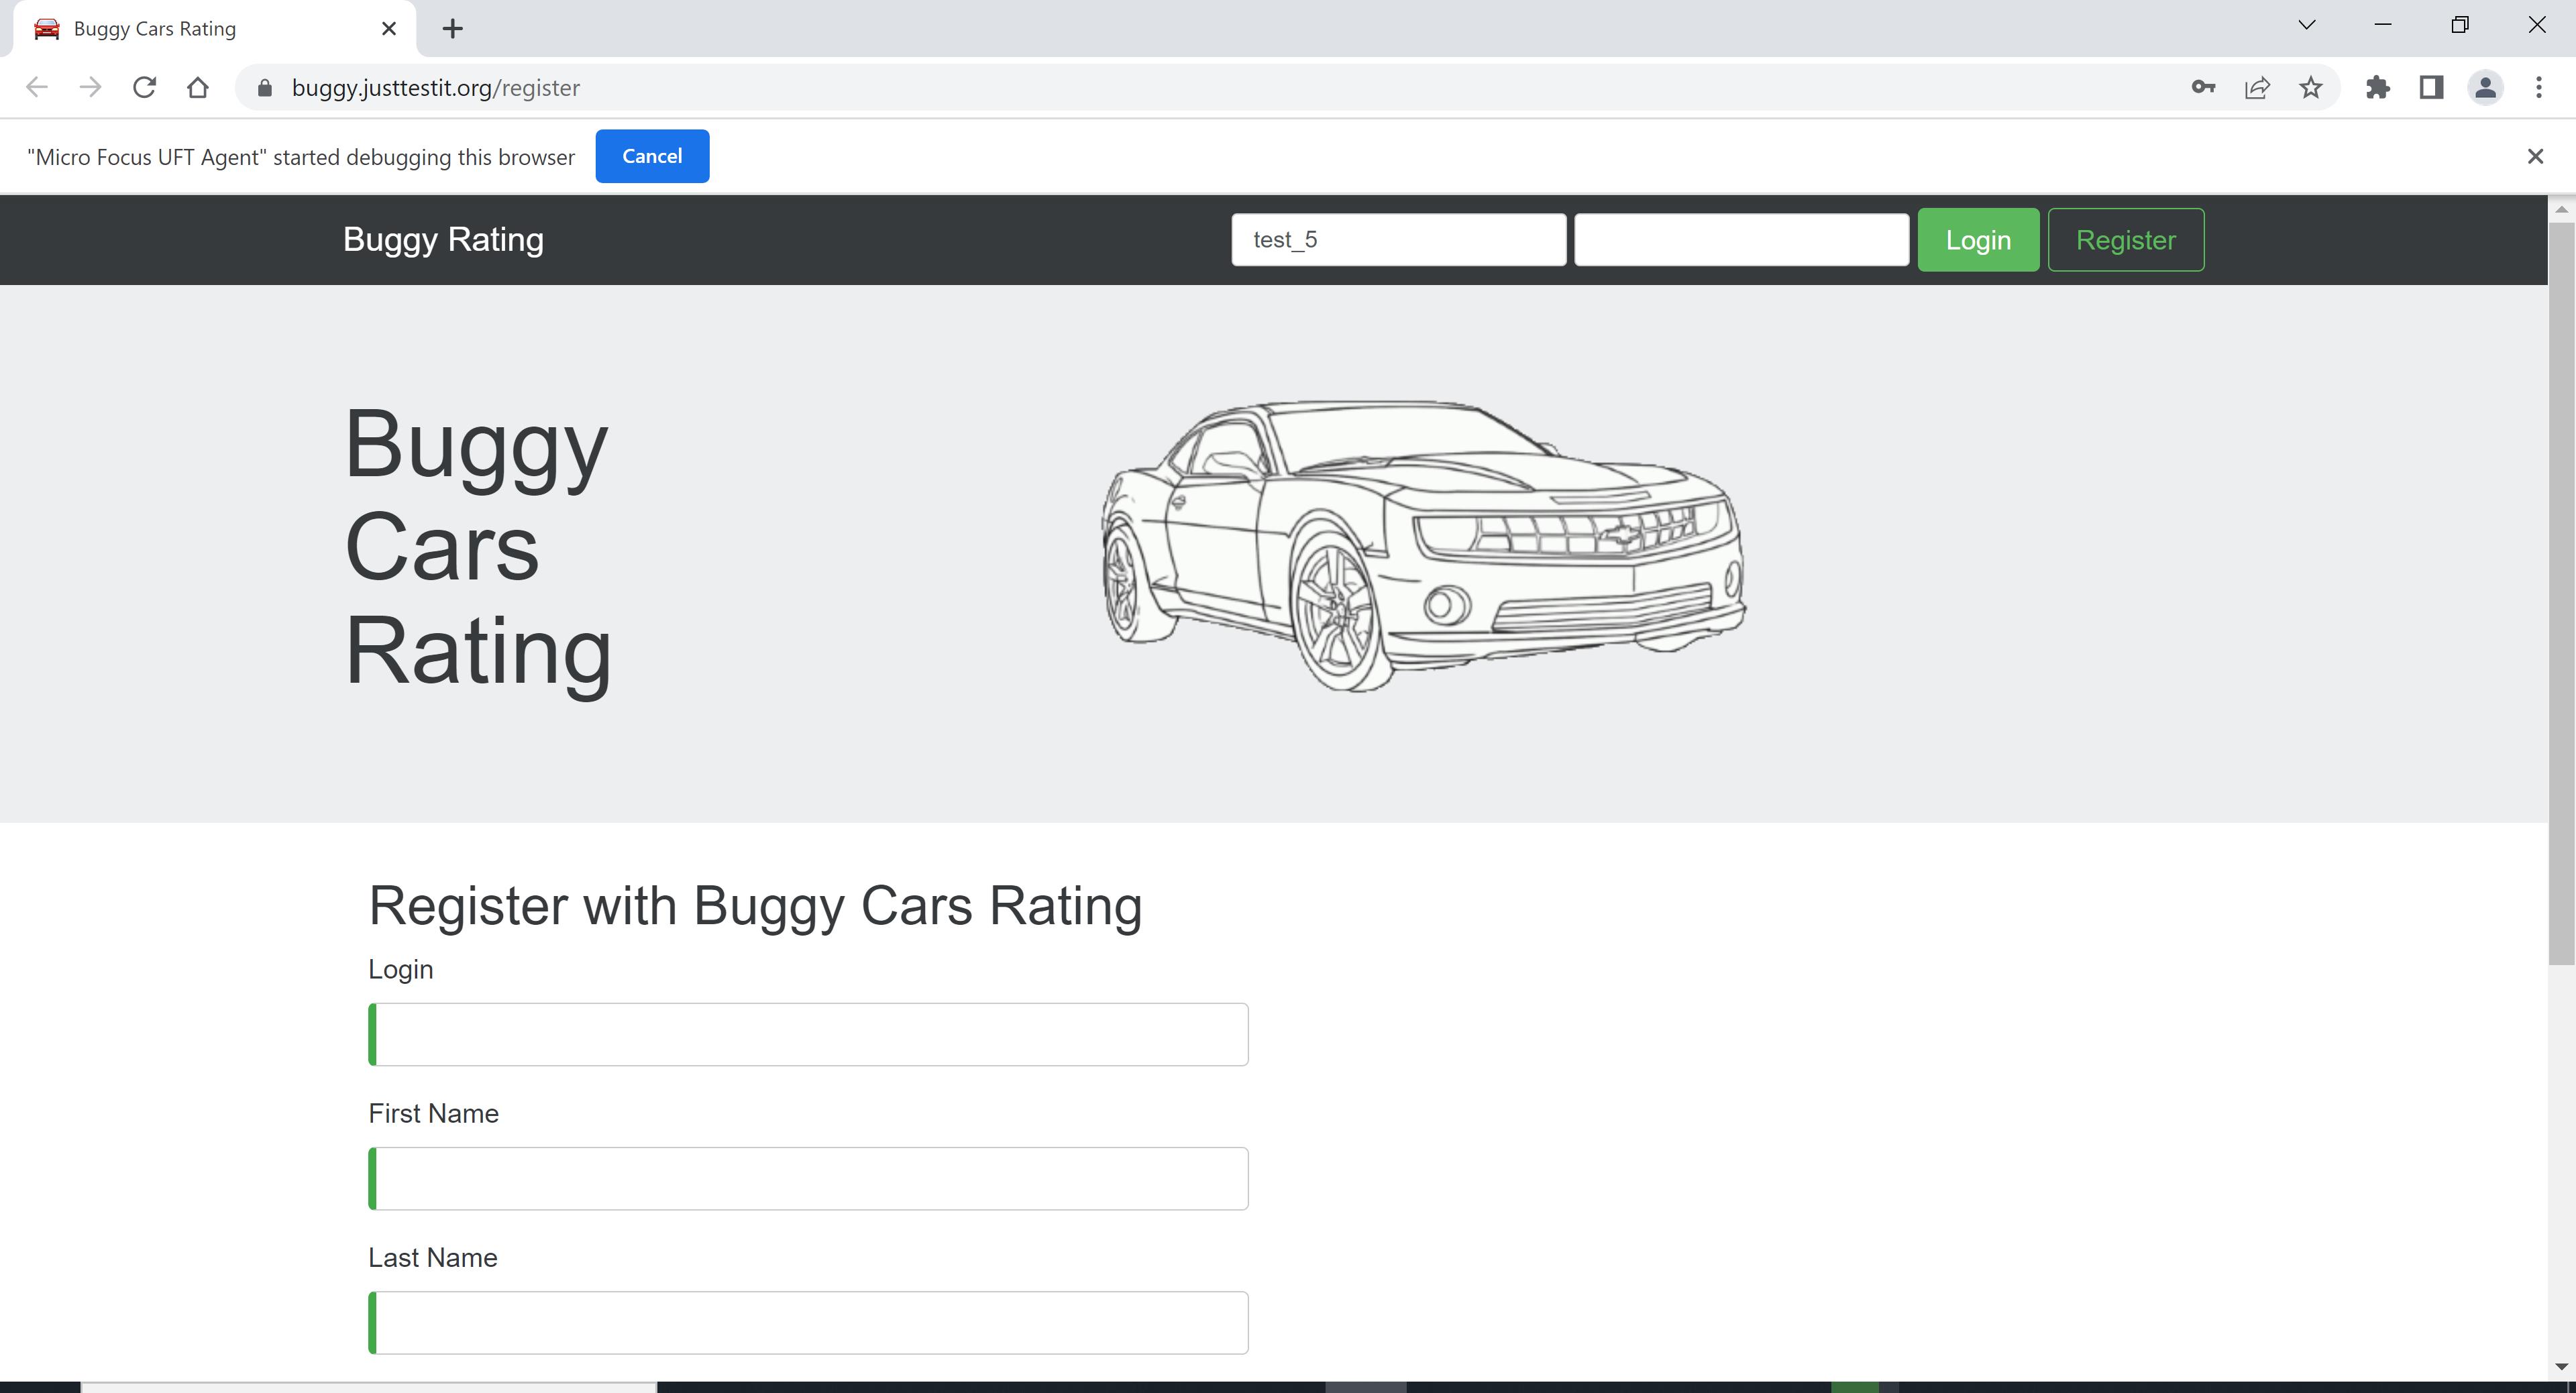 Buggy Cars Rating
buggy.justtestit.org/register
"Micro Focus UFT Agent" started debugging this browser
Cancel
Buggy Rating
test_5
Login
Register
Buggy
Cars
Rating
Register with Buggy Cars Rating
Login
First Name
Last Name